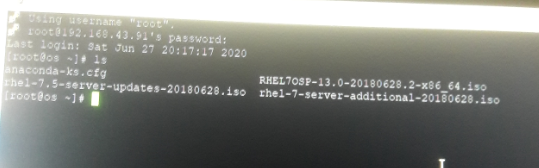 Using username "root".
root@192.168.43.91's password:
Last login: Sat Jun 27 20:17:17 2020
[root@os ~]# ls
anaconda-ks.cfg RHEL7OSP-13.0-20180628.2-x86_64.iso
rhel-7.5-server-updates-20180628.iso rhel-7-server-additional-20180628.iso
[root@os ~]#